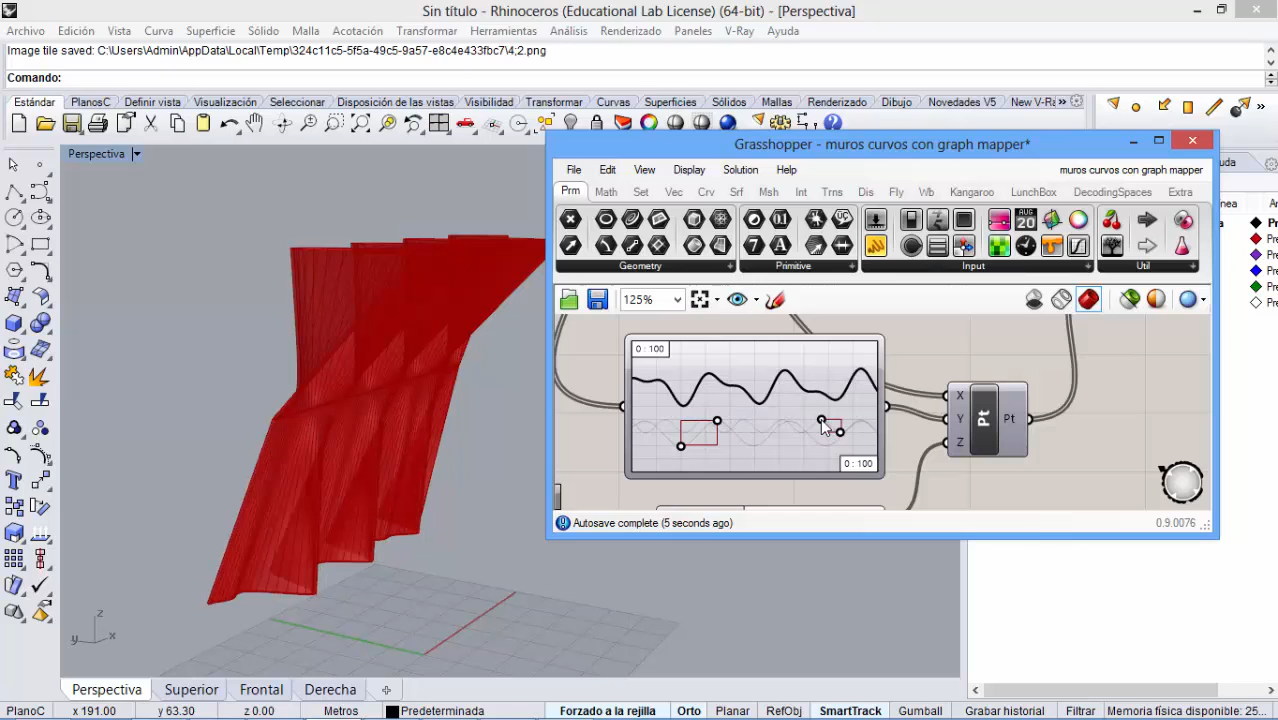 Sin título - Rhinoceros (Educational Lab License) (64-bit) - [Perspectiva]
Archivo Edición Vista Curva Superficie Sólido Malla Acotación Transformar Herramientas Análisis Renderizado Paneles V-Ray Ayuda
Image tile saved: C:\Users\Admin\AppData\Local\Temp\324c11c5-5f5a-49c5-9a57-e8c4e433fbc7\4;2.png
Comando:
Estándar PlanosC Definir vista Visualización Seleccionar Disposición de las vistas Visibilidad Transformar Curvas Superficies Sólidos Mallas Renderizado Dibujo Novedades V5 New V-Ra
Perspectiva
Grasshopper - muros curvos con graph mapper*
File Edit View Display Solution Help muros curvos con graph mapper
Prm Math Set Vec Crv Srf Msh Int Trns Dis Fly Wb Kangaroo LunchBox DecodingSpaces Extra
Geometry Primitive Input Util
125%
0 : 100
X
Y
Z
Pt
Pt
0 : 100
Autosave complete (5 seconds ago) 0.9.0076
z
y
x
Perspectiva Superior Frontal Derecha
PlanoC x 191.00 y 63.30 z 0.00 Metros Predeterminada Forzado a la rejilla Orto Planar RefObj SmartTrack Gumball Grabar historial Filtrar Memoria física disponible: 25...